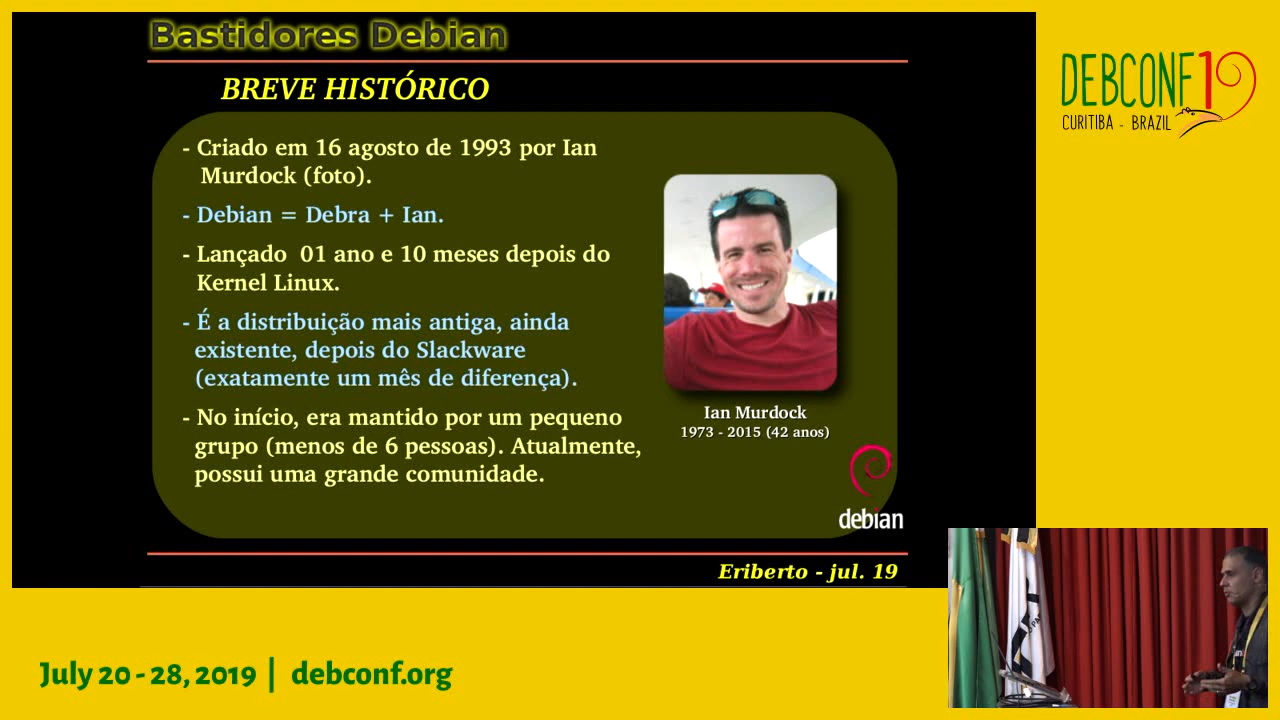 Bastidores Debian
BREVE HISTÓRICO
- Criado em 16 agosto de 1993 por Ian
Murdock (foto).
- Debian = Debra + Ian.
- Lançado 01 ano e 10 meses depois do
Kernel Linux.
- É a distribuição mais antiga, ainda
existente, depois do Slackware
(exatamente um mês de diferença).
- No início, era mantido por um pequeno
grupo (menos de 6 pessoas). Atualmente,
possui uma grande comunidade.
Ian Murdock
1973 - 2015 (42 anos)
debian
Eriberto - jul. 19
DEBCONF19
CURITIBA - BRAZIL
July 20 - 28, 2019 | debconf.org